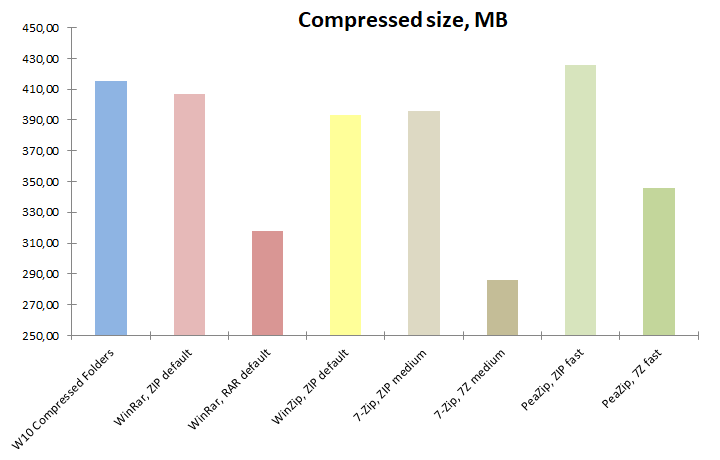 Compressed size, MB
450,00
430,00
410,00
390,00
370,00
350,00
330,00
310,00
290,00
270,00
250,00
W10 Compressed Folders
WinRar, ZIP default
WinRar, RAR default
WinZip, ZIP default
7-Zip, ZIP medium
7-Zip, 7Z medium
PeaZip, ZIP fast
PeaZip, 7Z fast